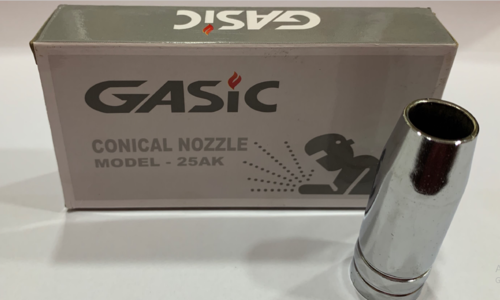 GASiC
GASiC
CONICAL NOZZLE
MODEL - 25AK